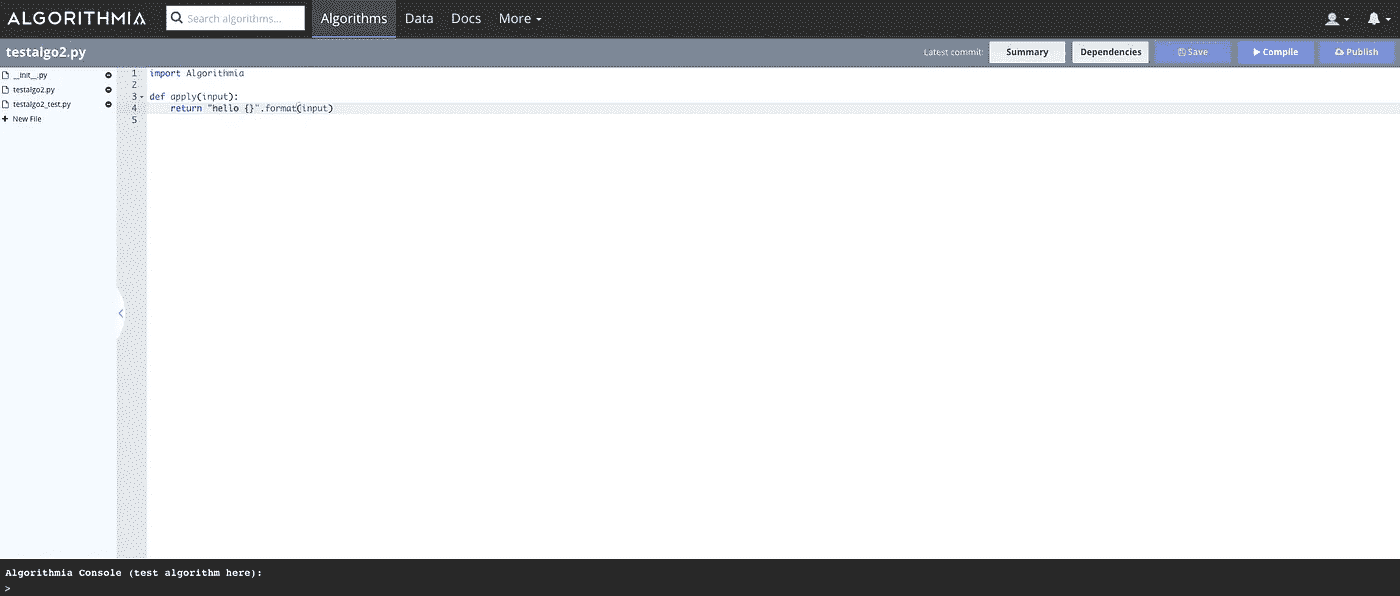 ALGORITHMIA Search algorithms... Algorithms Data Docs More
testalgo2.py Latest commit: Summary Dependencies Save Compile Publish
__init__.py
testalgo2.py
testalgo2_test.py
+ New File
1 import Algorithmia
2
3 def apply(input):
4     return "hello {}".format(input)
5
Algorithmia Console (test algorithm here):
>